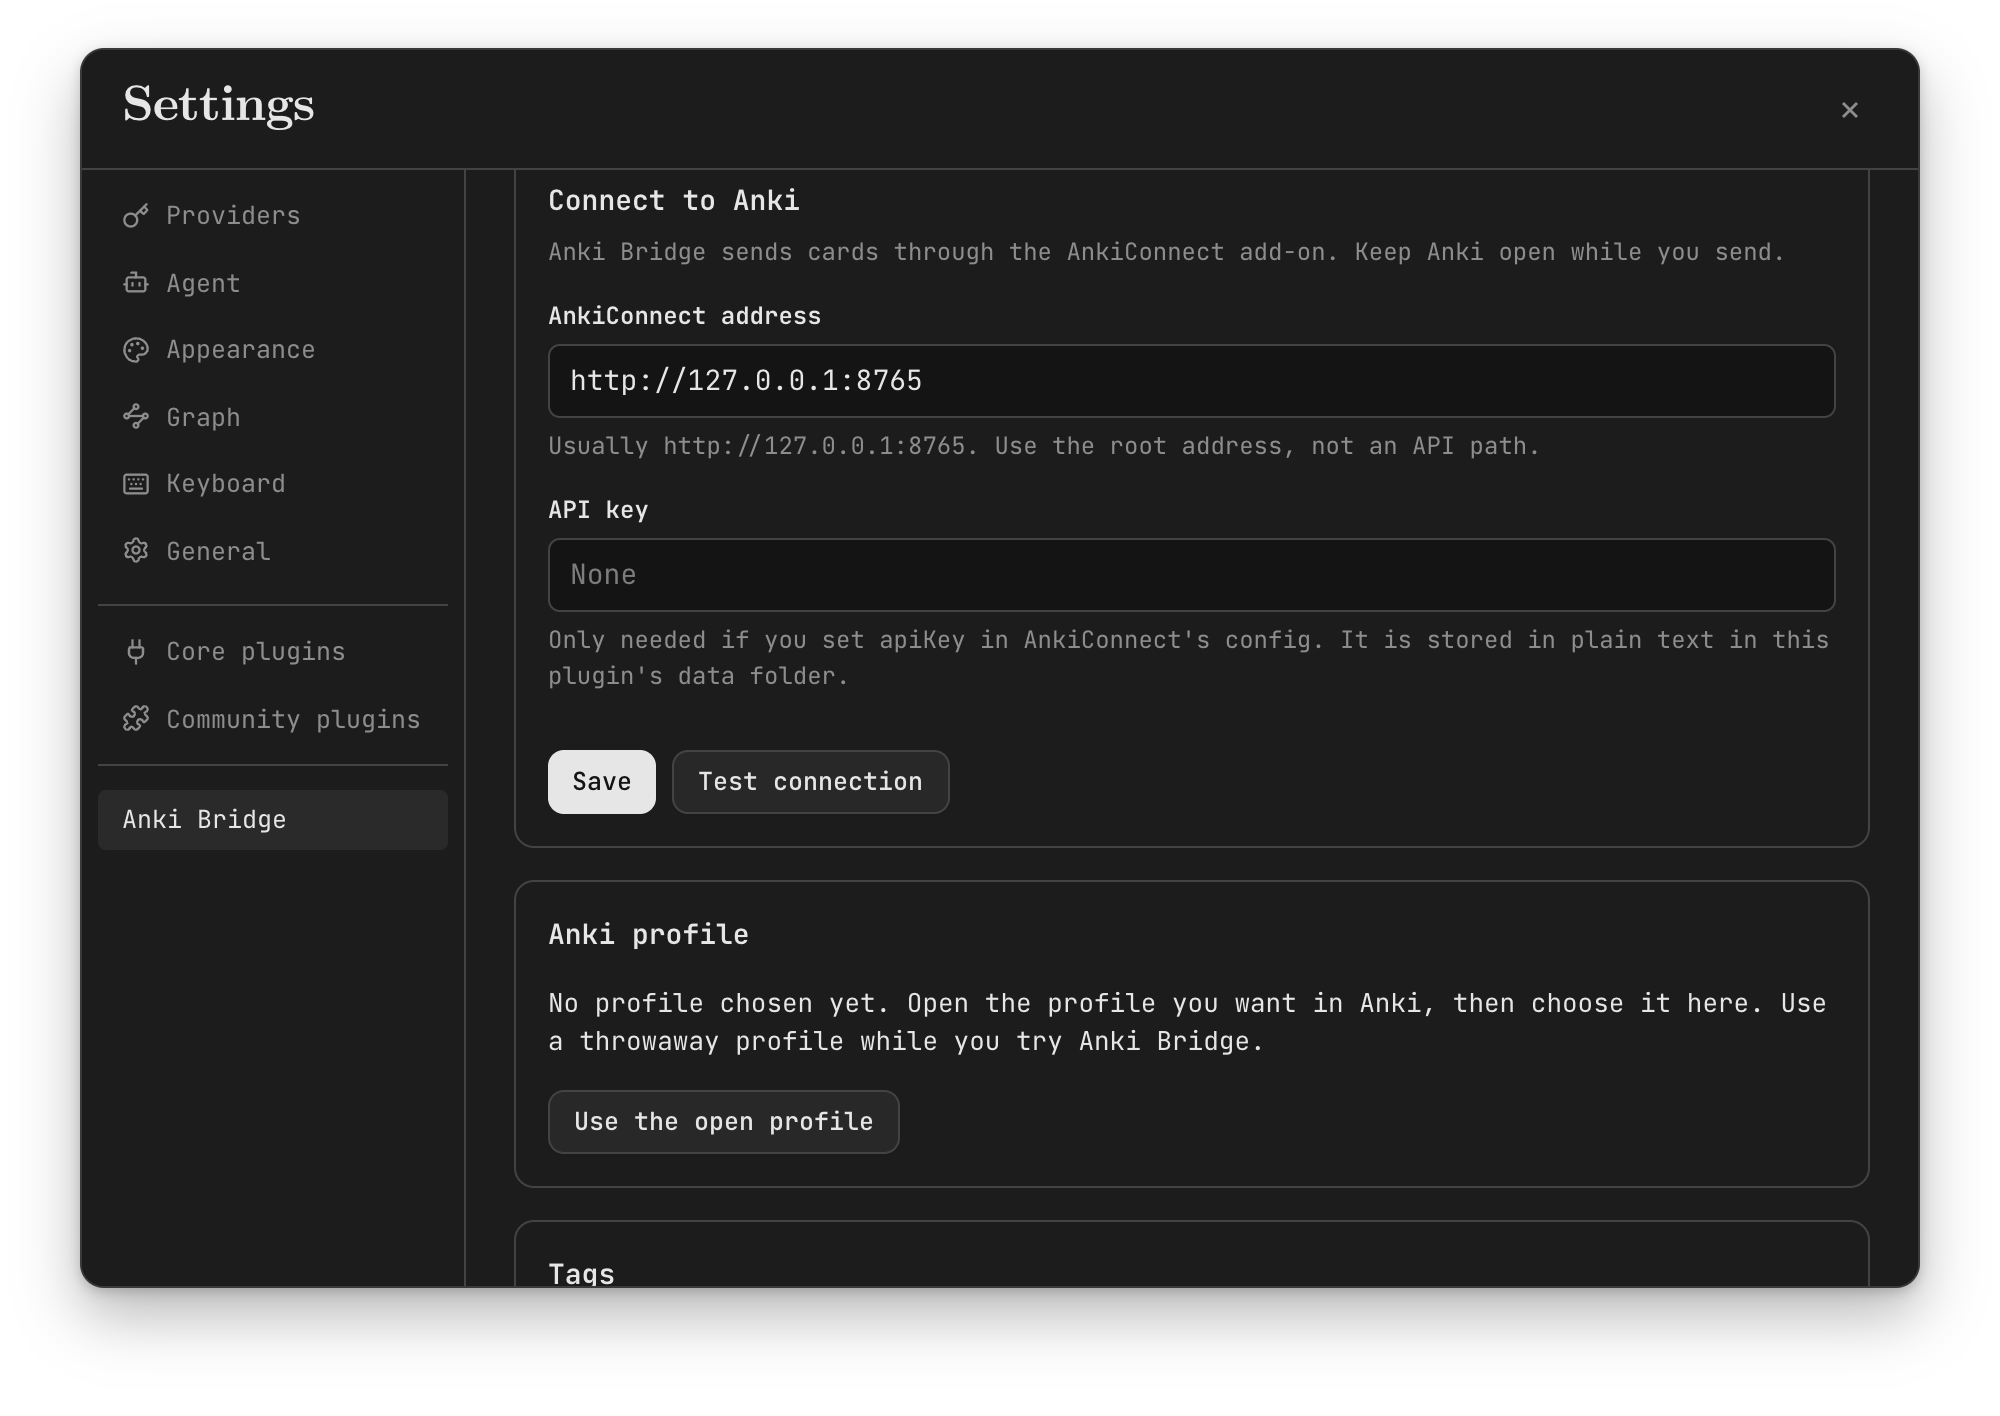 Settings
Providers
Agent
Appearance
Graph
Keyboard
General
Core plugins
Community plugins
Anki Bridge
Connect to Anki
Anki Bridge sends cards through the AnkiConnect add-on. Keep Anki open while you send.
AnkiConnect address
http://127.0.0.1:8765
Usually http://127.0.0.1:8765. Use the root address, not an API path.
API key
None
Only needed if you set apiKey in AnkiConnect's config. It is stored in plain text in this
plugin's data folder.
Save
Test connection
Anki profile
No profile chosen yet. Open the profile you want in Anki, then choose it here. Use
a throwaway profile while you try Anki Bridge.
Use the open profile
Tags